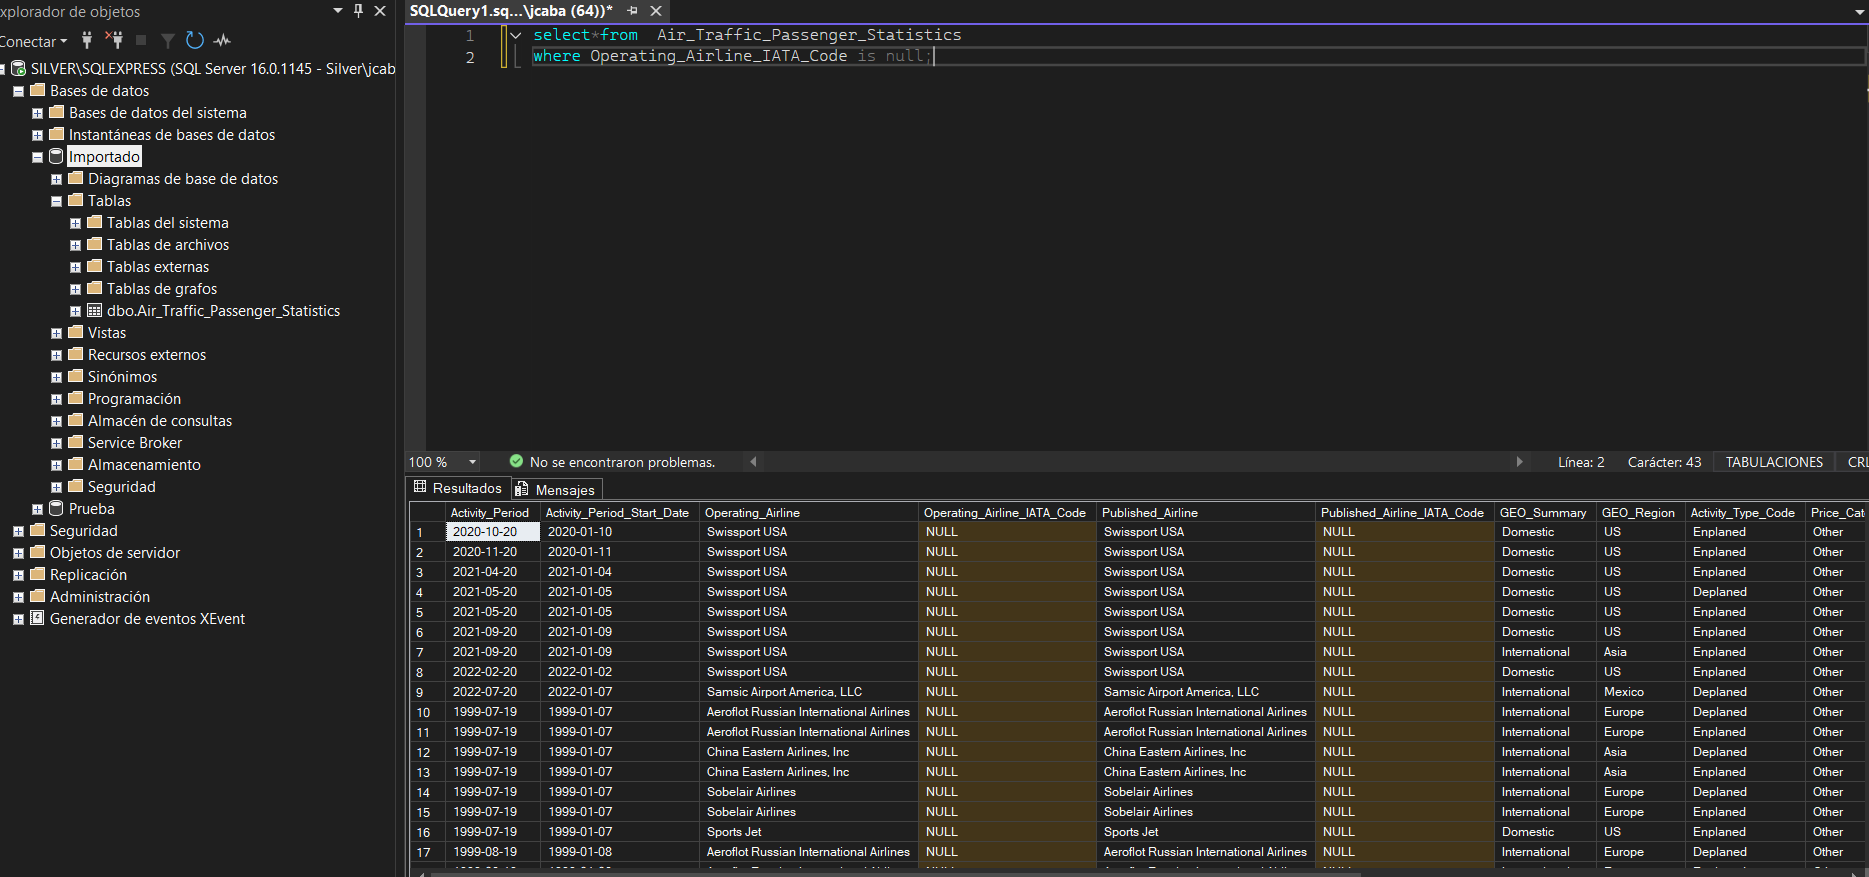 xplorador de objetos
Conectar
SILVER\SQLEXPRESS (SQL Server 16.0.1145 - Silver\jcab
Bases de datos
Bases de datos del sistema
Instantáneas de bases de datos
Importado
Diagramas de base de datos
Tablas
Tablas del sistema
Tablas de archivos
Tablas externas
Tablas de grafos
dbo.Air_Traffic_Passenger_Statistics
Vistas
Recursos externos
Sinónimos
Programación
Almacén de consultas
Service Broker
Almacenamiento
Seguridad
Prueba
Seguridad
Objetos de servidor
Replicación
Administración
Generador de eventos XEvent
SQLQuery1.sq...\jcaba (64))*
1 select*from  Air_Traffic_Passenger_Statistics
2 where Operating_Airline_IATA_Code is null;
100 % No se encontraron problemas. Línea: 2 Carácter: 43 TABULACIONES CRL
Resultados Mensajes
Activity_Period Activity_Period_Start_Date Operating_Airline Operating_Airline_IATA_Code Published_Airline Published_Airline_IATA_Code GEO_Summary GEO_Region Activity_Type_Code Price_Cat
1 2020-10-20 2020-01-10 Swissport USA NULL Swissport USA NULL Domestic US Enplaned Other
2 2020-11-20 2020-01-11 Swissport USA NULL Swissport USA NULL Domestic US Enplaned Other
3 2021-04-20 2021-01-04 Swissport USA NULL Swissport USA NULL Domestic US Enplaned Other
4 2021-05-20 2021-01-05 Swissport USA NULL Swissport USA NULL Domestic US Deplaned Other
5 2021-05-20 2021-01-05 Swissport USA NULL Swissport USA NULL Domestic US Enplaned Other
6 2021-09-20 2021-01-09 Swissport USA NULL Swissport USA NULL Domestic US Enplaned Other
7 2021-09-20 2021-01-09 Swissport USA NULL Swissport USA NULL International Asia Enplaned Other
8 2022-02-20 2022-01-02 Swissport USA NULL Swissport USA NULL Domestic US Enplaned Other
9 2022-07-20 2022-01-07 Samsic Airport America, LLC NULL Samsic Airport America, LLC NULL International Mexico Deplaned Other
10 1999-07-19 1999-01-07 Aeroflot Russian International Airlines NULL Aeroflot Russian International Airlines NULL International Europe Deplaned Other
11 1999-07-19 1999-01-07 Aeroflot Russian International Airlines NULL Aeroflot Russian International Airlines NULL International Europe Enplaned Other
12 1999-07-19 1999-01-07 China Eastern Airlines, Inc NULL China Eastern Airlines, Inc NULL International Asia Deplaned Other
13 1999-07-19 1999-01-07 China Eastern Airlines, Inc NULL China Eastern Airlines, Inc NULL International Asia Enplaned Other
14 1999-07-19 1999-01-07 Sobelair Airlines NULL Sobelair Airlines NULL International Europe Deplaned Other
15 1999-07-19 1999-01-07 Sobelair Airlines NULL Sobelair Airlines NULL International Europe Enplaned Other
16 1999-07-19 1999-01-07 Sports Jet NULL Sports Jet NULL Domestic US Enplaned Other
17 1999-08-19 1999-01-08 Aeroflot Russian International Airlines NULL Aeroflot Russian International Airlines NULL International Europe Deplaned Other